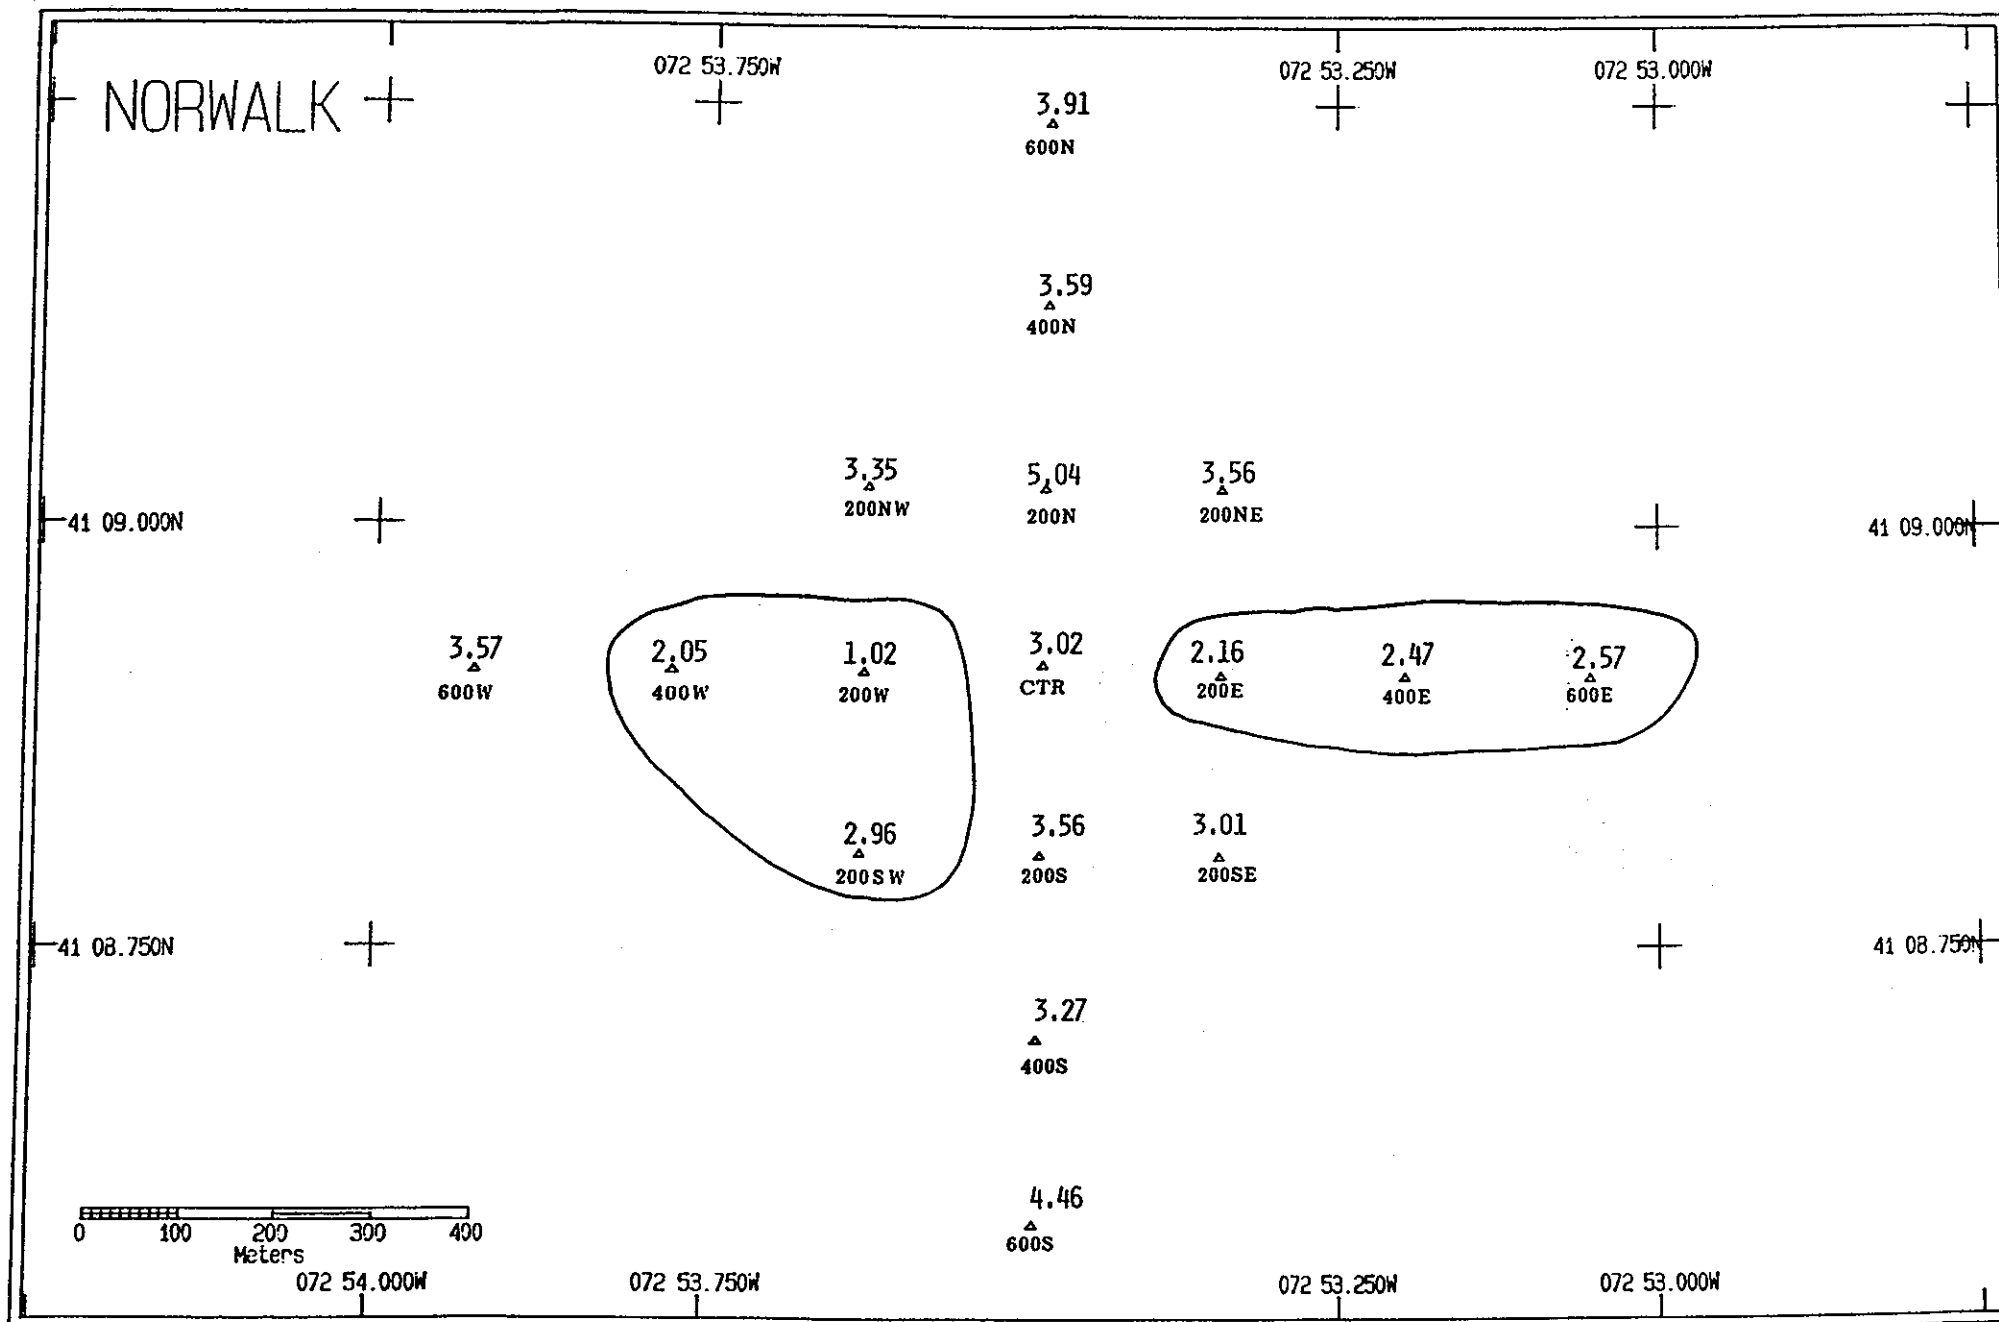 072 53.750W
072 53.250W
072 53.000W
NORWALK
3.91
600N
3.59
400N
3.35
5.04
3.56
200NW
200N
200NE
41 09.000N
41 09.000N
3.57
2.05
1.02
3.02
2.16
2.47
2.57
600W
400W
200W
CTR
200E
400E
600E
2.96
3.56
3.01
200SW
200S
200SE
41 08.750N
41 08.750N
3.27
400S
4.46
600S
0 100 200 300 400
Meters
072 54.000W
072 53.750W
072 53.250W
072 53.000W